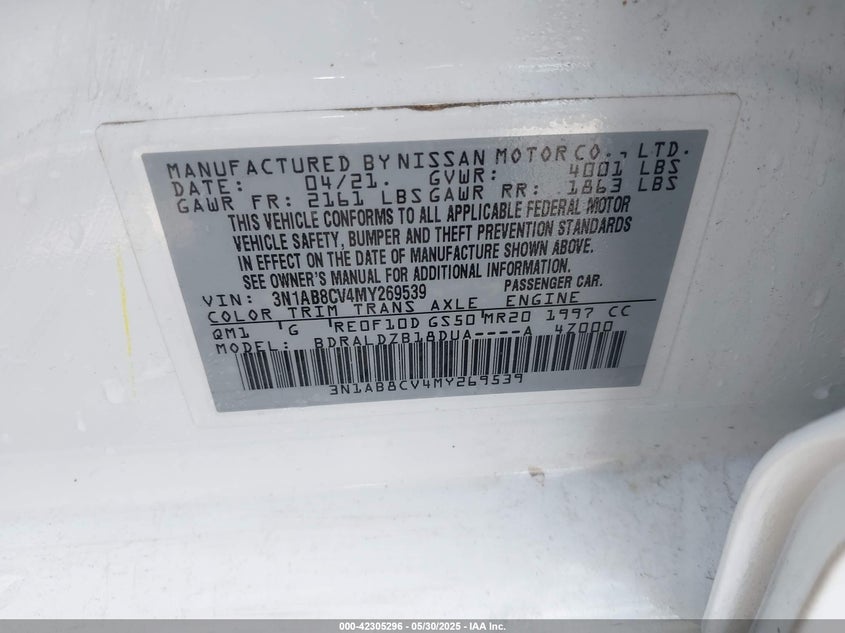 MANUFACTURED BY NISSAN MOTOR CO., LTD.
DATE: 04/21. GVWR: 4001 LBS
GAWR FR: 2161 LBS GAWR RR: 1863 LBS
THIS VEHICLE CONFORMS TO ALL APPLICABLE FEDERAL MOTOR
VEHICLE SAFETY, BUMPER AND THEFT PREVENTION STANDARDS
IN EFFECT ON THE DATE OF MANUFACTURE SHOWN ABOVE.
SEE OWNER'S MANUAL FOR ADDITIONAL INFORMATION.
VIN: 3N1AB8CV4MY269539 PASSENGER CAR.
COLOR TRIM TRANS AXLE ENGINE
QM1 'G 'RE0F10D GS50'MR20 1997 CC
MODEL: BDRALDZB18DUA----A 47000
3N1AB8CV4MY269539
000-42305296 - 05/30/2025 - IAA Inc.